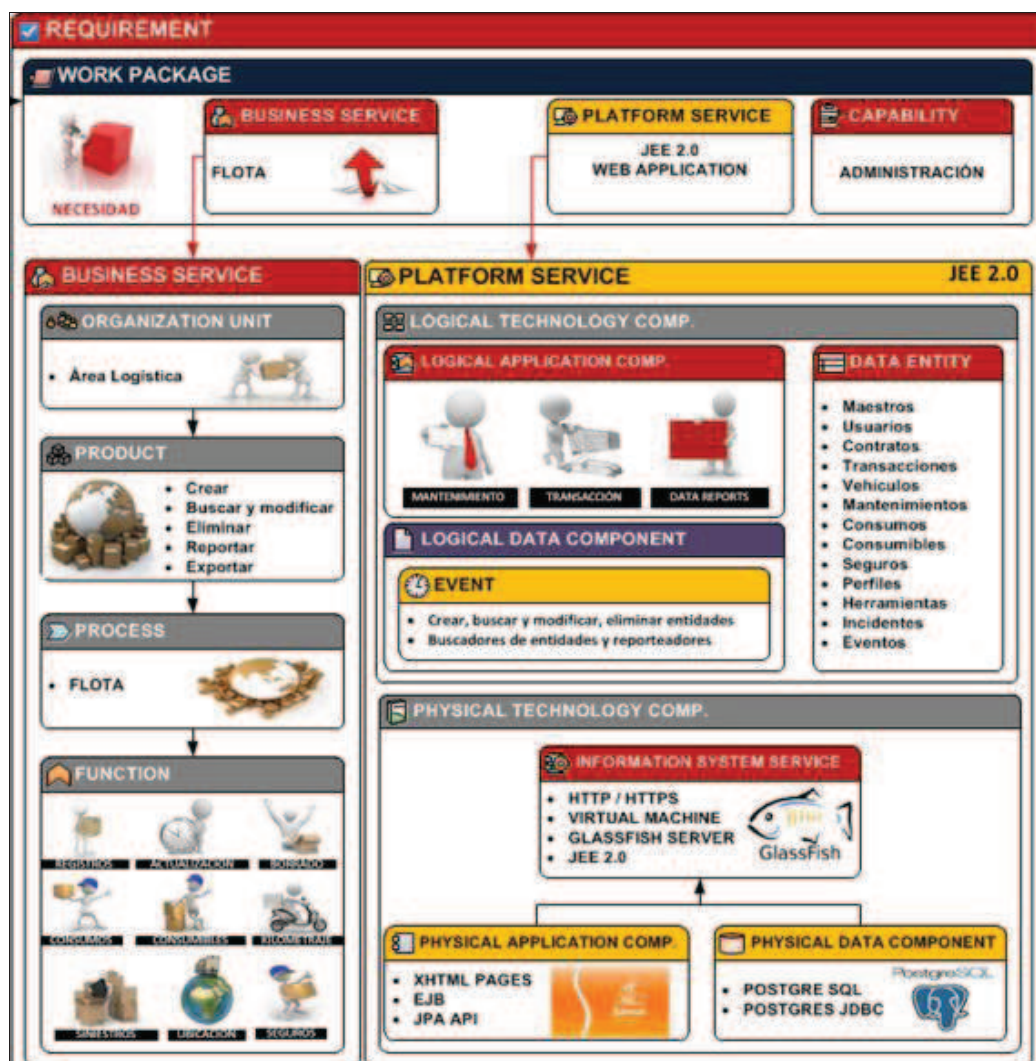 REQUIREMENT
WORK PACKAGE
NECESIDAD
BUSINESS SERVICE
FLOTA
PLATFORM SERVICE
JEE 2.0
WEB APPLICATION
CAPABILITY
ADMINISTRACIÓN
BUSINESS SERVICE
ORGANIZATION UNIT
• Área Logística
PRODUCT
• Crear
• Buscar y modificar
• Eliminar
• Reportar
• Exportar
PROCESS
• FLOTA
FUNCTION
REGISTROS
ACTUALIZACIÓN
BORRADO
CONSUMOS
CONSUMIBLES
KILOMETRAJE
SINIESTROS
UBICACIÓN
SEGUROS
PLATFORM SERVICE
JEE 2.0
LOGICAL TECHNOLOGY COMP.
LOGICAL APPLICATION COMP.
MANTENIMIENTO
TRANSACCIÓN
DATA REPORTS
LOGICAL DATA COMPONENT
EVENT
• Crear, buscar y modificar, eliminar entidades
• Buscadores de entidades y reporteadores
DATA ENTITY
• Maestros
• Usuarios
• Contratos
• Transacciones
• Vehículos
• Mantenimientos
• Consumos
• Consumibles
• Seguros
• Perfiles
• Herramientas
• Incidentes
• Eventos
PHYSICAL TECHNOLOGY COMP.
INFORMATION SYSTEM SERVICE
• HTTP / HTTPS
• VIRTUAL MACHINE
• GLASSFISH SERVER
• JEE 2.0
GlassFish
PHYSICAL APPLICATION COMP.
• XHTML PAGES
• EJB
• JPA API
PHYSICAL DATA COMPONENT
PostgreSQL
• POSTGRE SQL
• POSTGRES JDBC